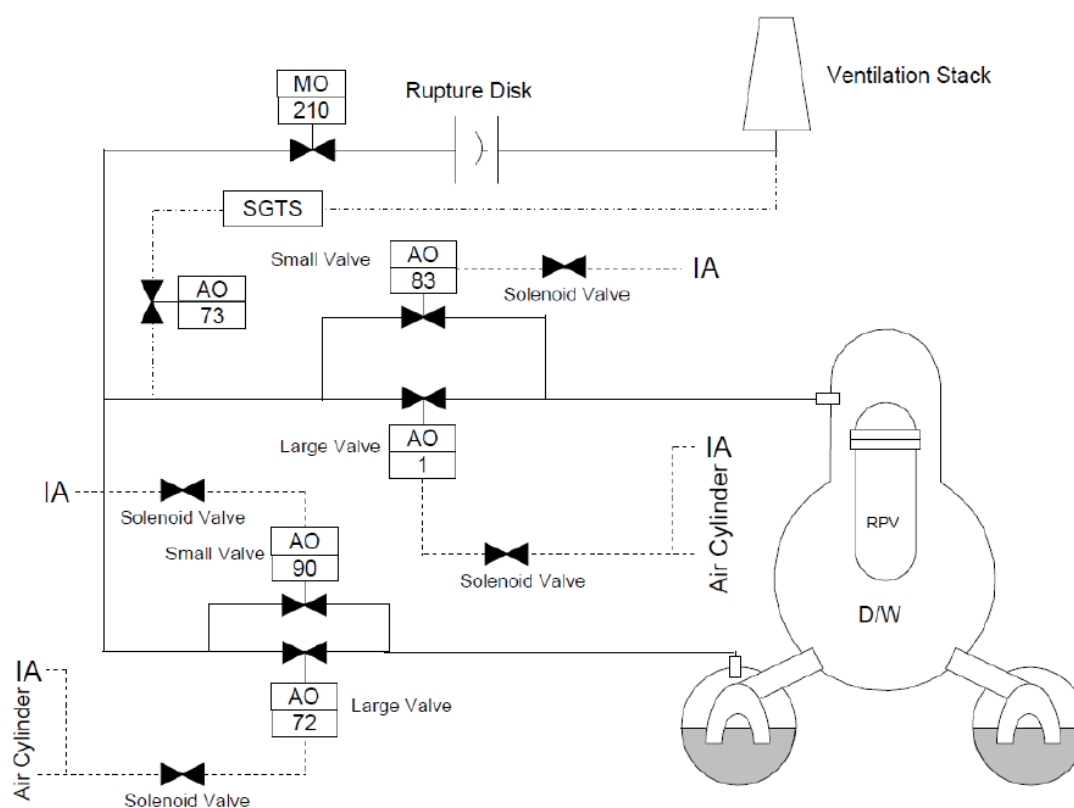 Ventilation Stack
MO
210
Rupture Disk
SGTS
Small Valve
AO
83
IA
Solenoid Valve
AO
73
Large Valve
AO
1
IA
Air Cylinder
Solenoid Valve
IA
Solenoid Valve
Small Valve
AO
90
RPV
D/W
IA
Air Cylinder
AO
72
Large Valve
Solenoid Valve